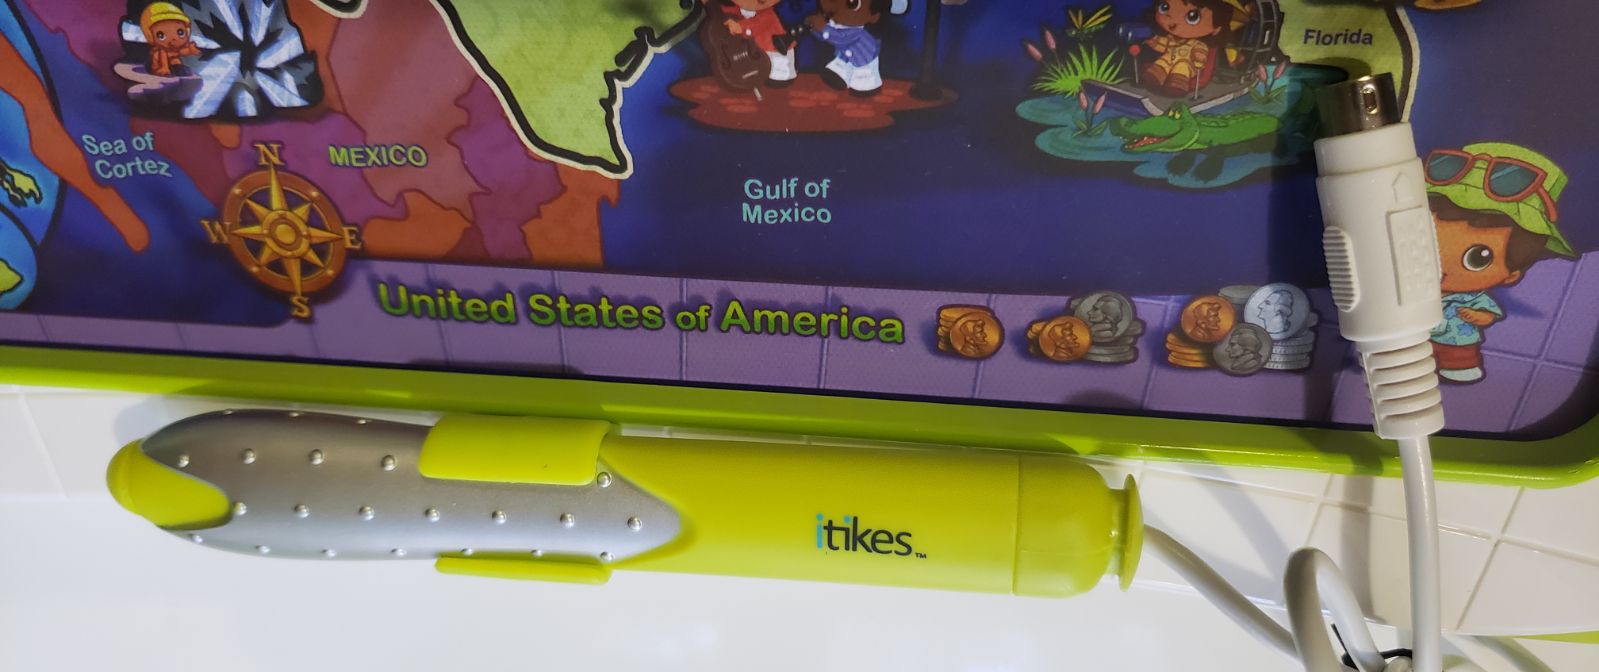 Florida
Sea of
Cortez
N
MEXICO
W
E
S
Gulf of
Mexico
United States of America
itikes™